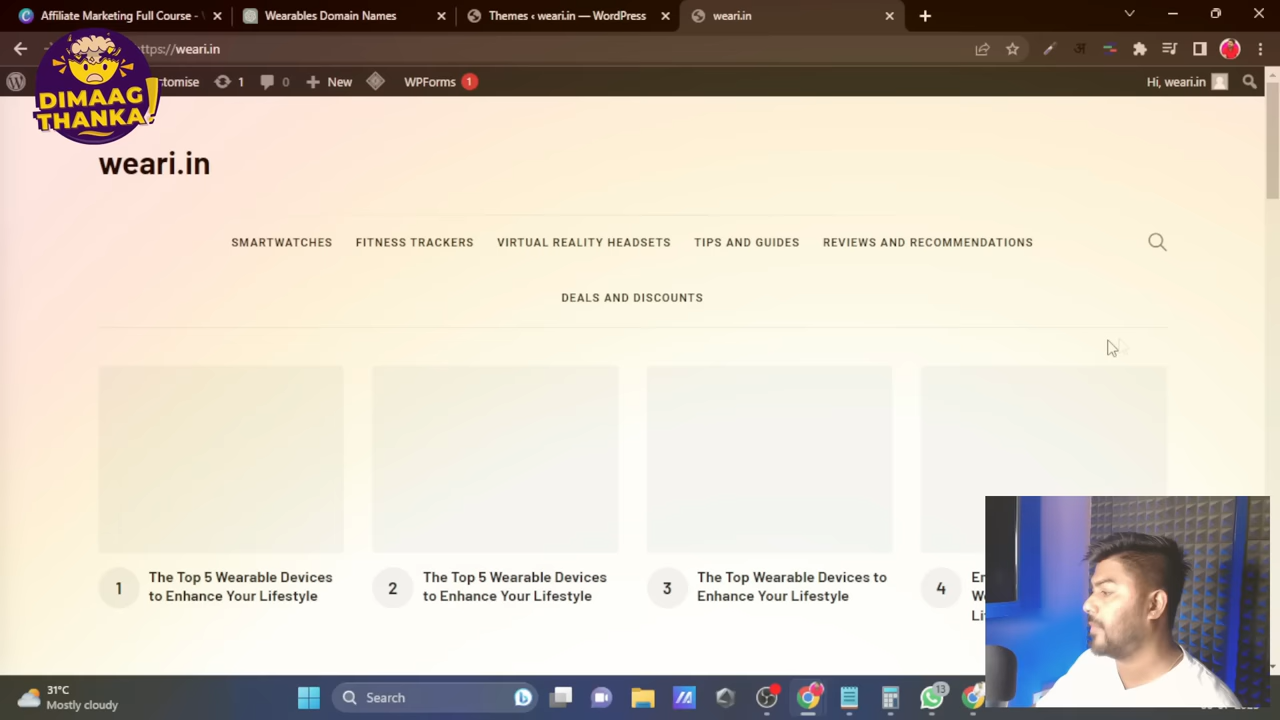 Affiliate Marketing Full Course -
Wearables Domain Names
Themes ‹ weari.in — WordPress
weari.in
https://weari.in
DIMAAG
THANKA!
1
0
New
WPForms
1
Hi, weari.in
weari.in
SMARTWATCHES
FITNESS TRACKERS
VIRTUAL REALITY HEADSETS
TIPS AND GUIDES
REVIEWS AND RECOMMENDATIONS
DEALS AND DISCOUNTS
1
The Top 5 Wearable Devices
to Enhance Your Lifestyle
2
The Top 5 Wearable Devices
to Enhance Your Lifestyle
3
The Top Wearable Devices to
Enhance Your Lifestyle
4
31°C
Mostly cloudy
Search
13